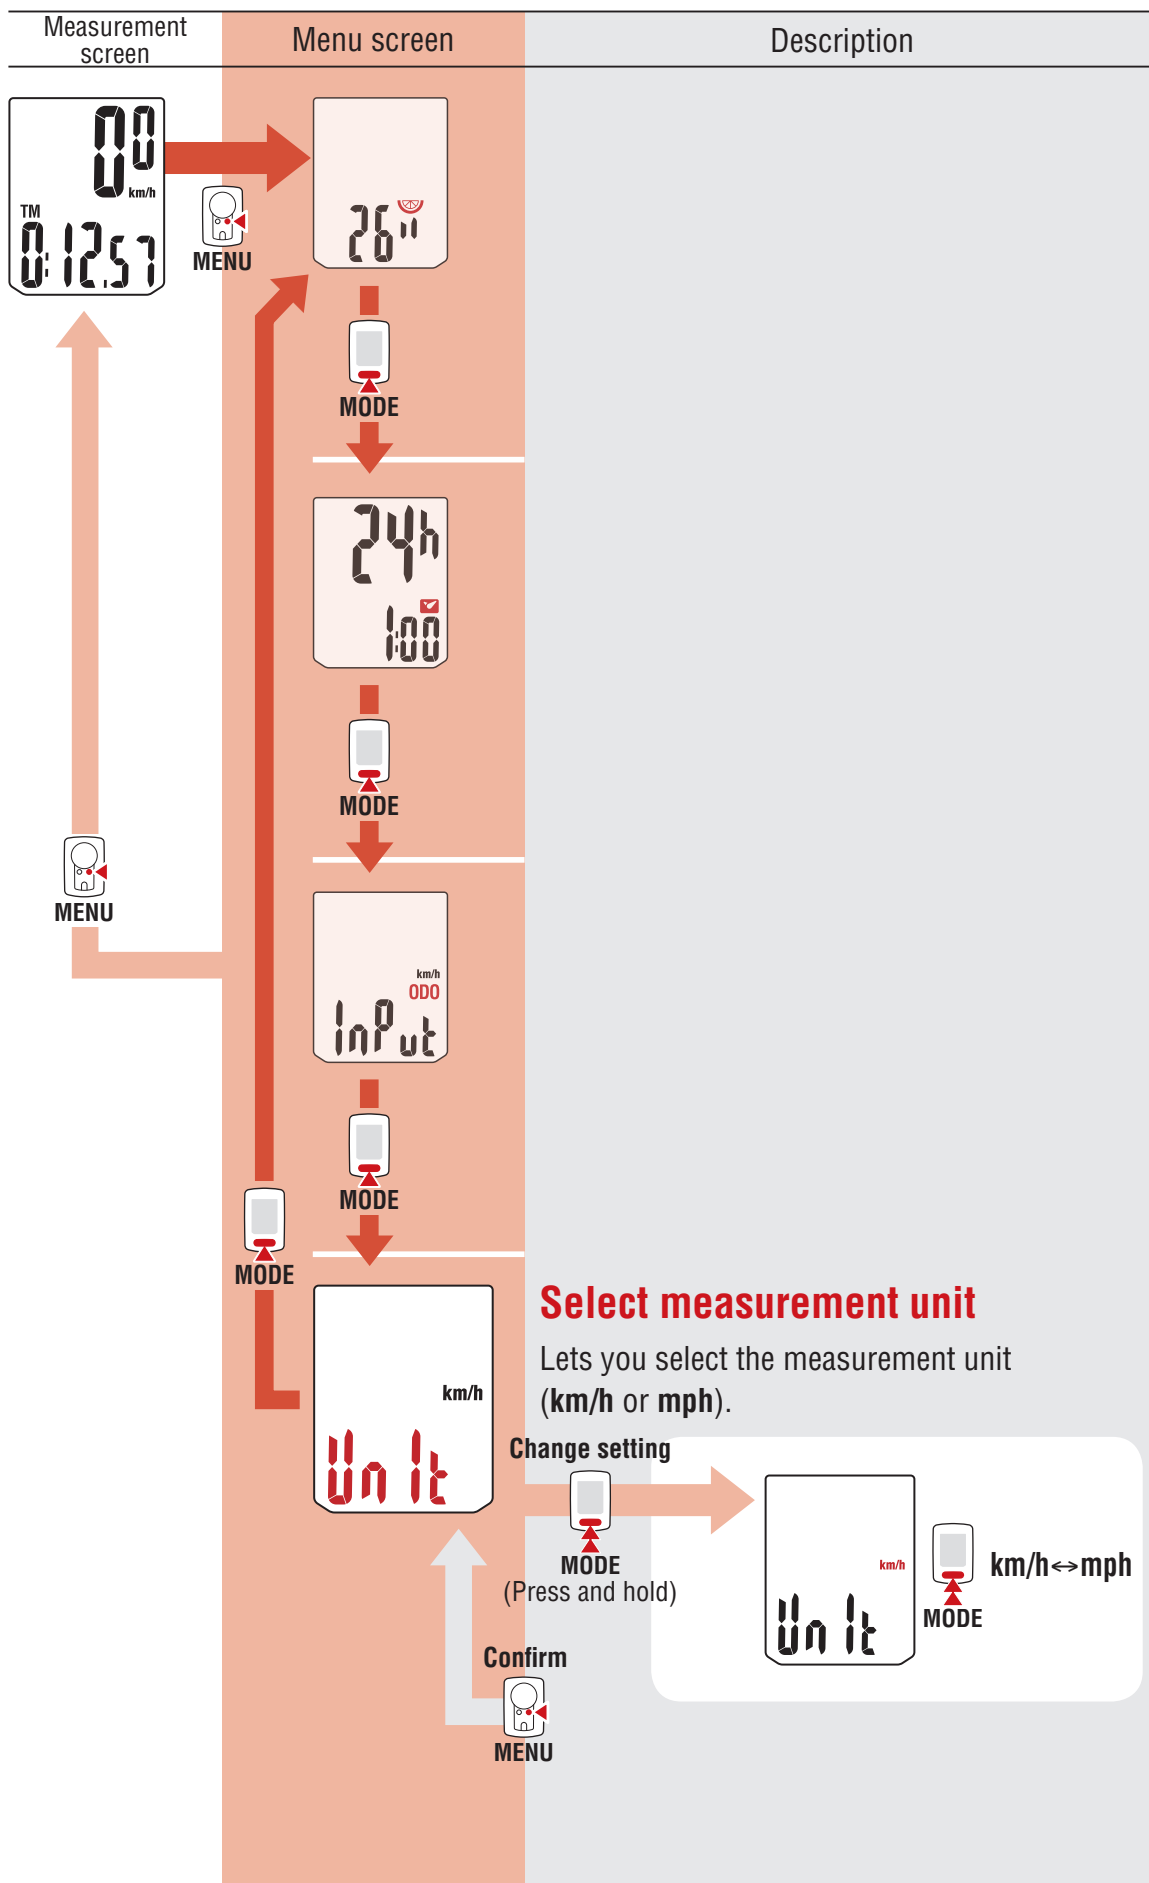 Measurement
screen
Menu screen
Description
00
km/h
TM
0:12.57
MENU
26"
MODE
24h
1:00
MODE
MENU
km/h
ODO
InPut
MODE
MODE
Select measurement unit
Lets you select the measurement unit
(km/h or mph).
km/h
UnIt
Change setting
MODE
(Press and hold)
km/h
UnIt
MODE
km/h↔mph
Confirm
MENU